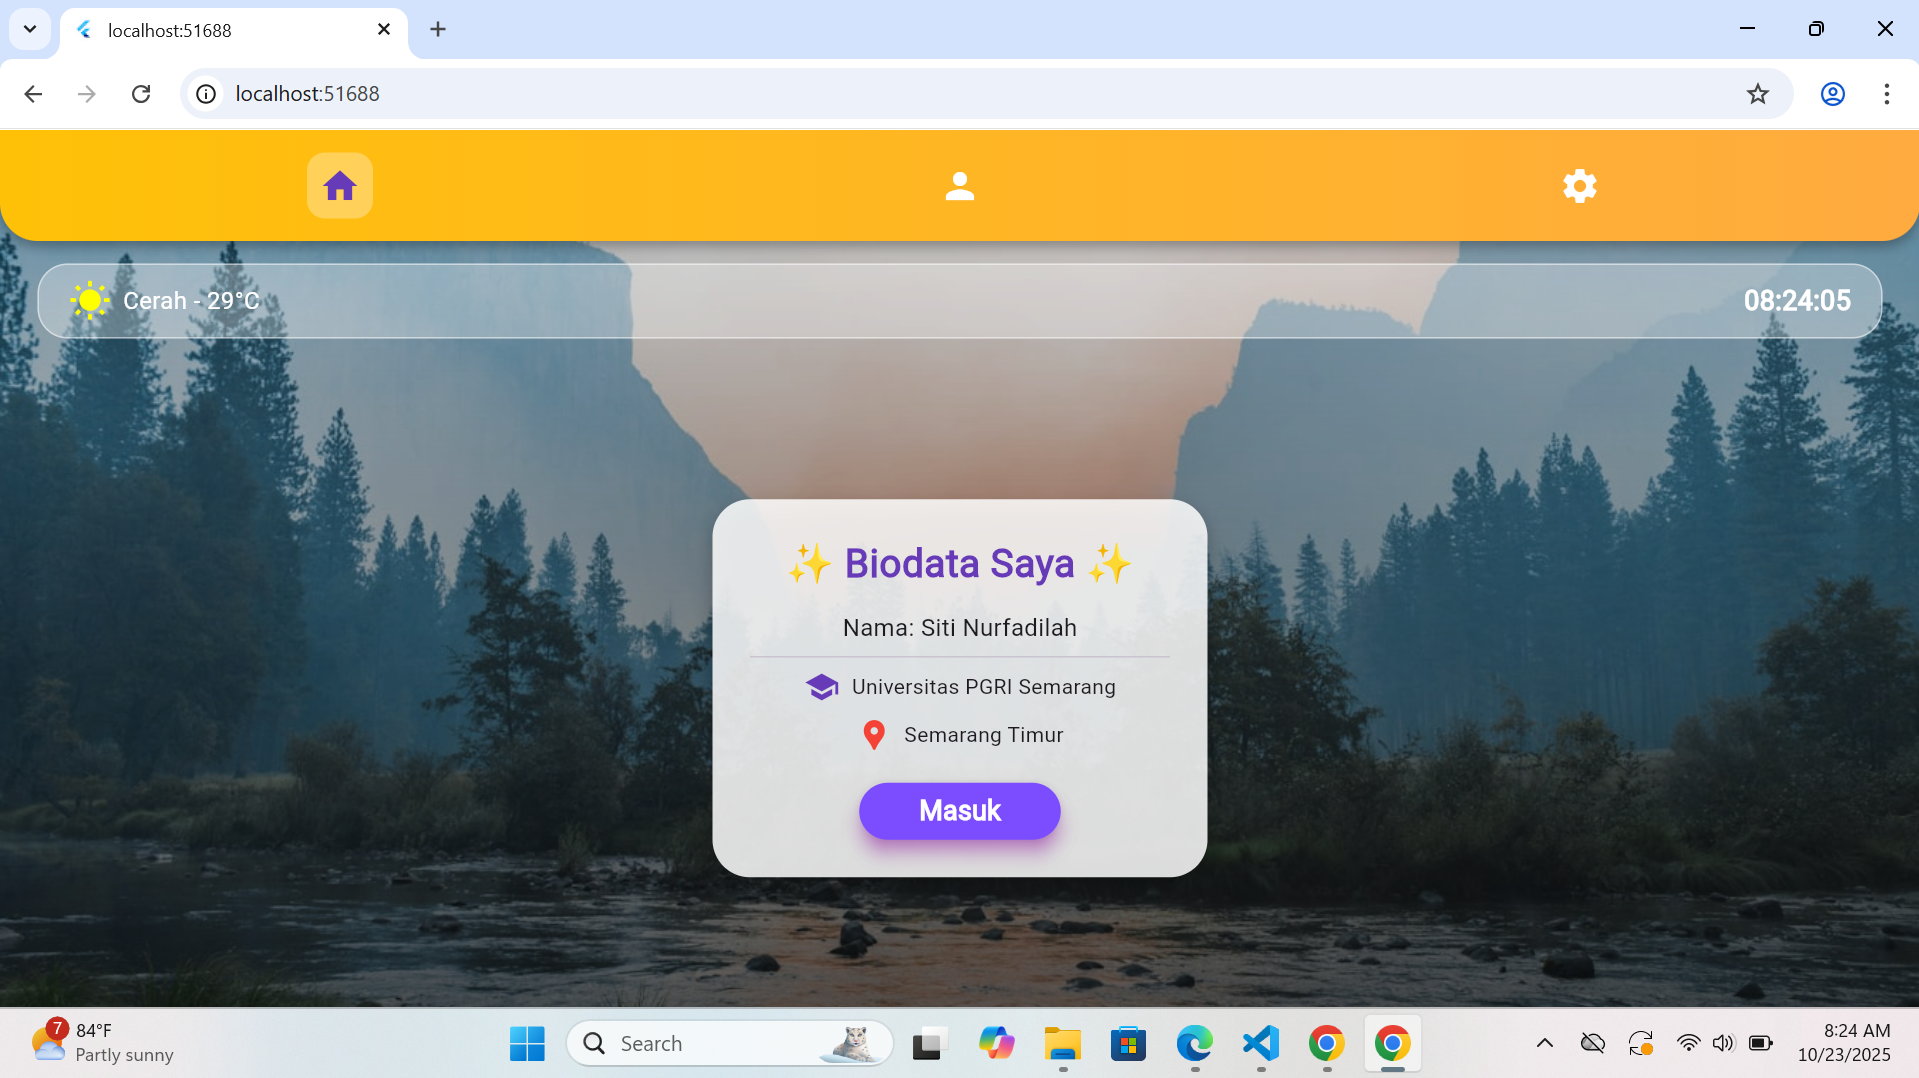 localhost:51688
localhost:51688
Cerah - 29°C
08:24:05
✨ Biodata Saya ✨
Nama: Siti Nurfadilah
Universitas PGRI Semarang
Semarang Timur
Masuk
7
84°F
Partly sunny
Search
8:24 AM
10/23/2025